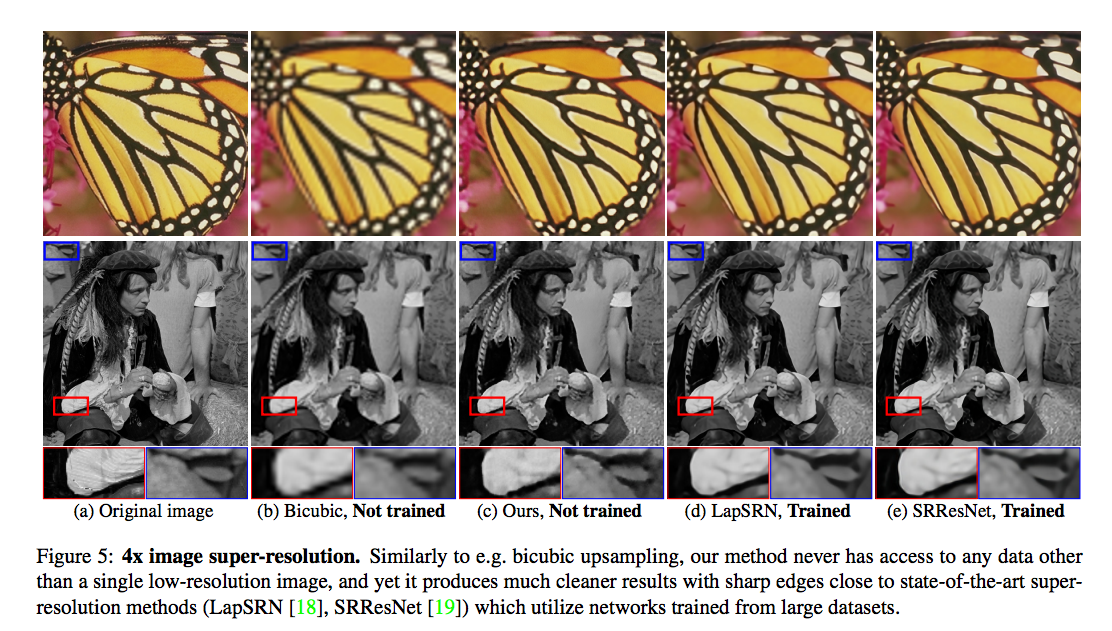 (a) Original image
(b) Bicubic, Not trained
(c) Ours, Not trained
(d) LapSRN, Trained
(e) SRResNet, Trained
Figure 5: 4x image super-resolution. Similarly to e.g. bicubic upsampling, our method never has access to any data other
than a single low-resolution image, and yet it produces much cleaner results with sharp edges close to state-of-the-art super-
resolution methods (LapSRN [18], SRResNet [19]) which utilize networks trained from large datasets.